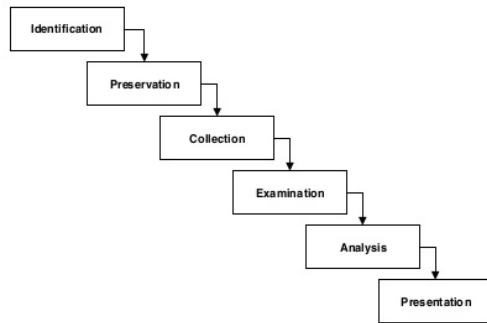 Identification
Preservation
Collection
Examination
Analysis
Presentation